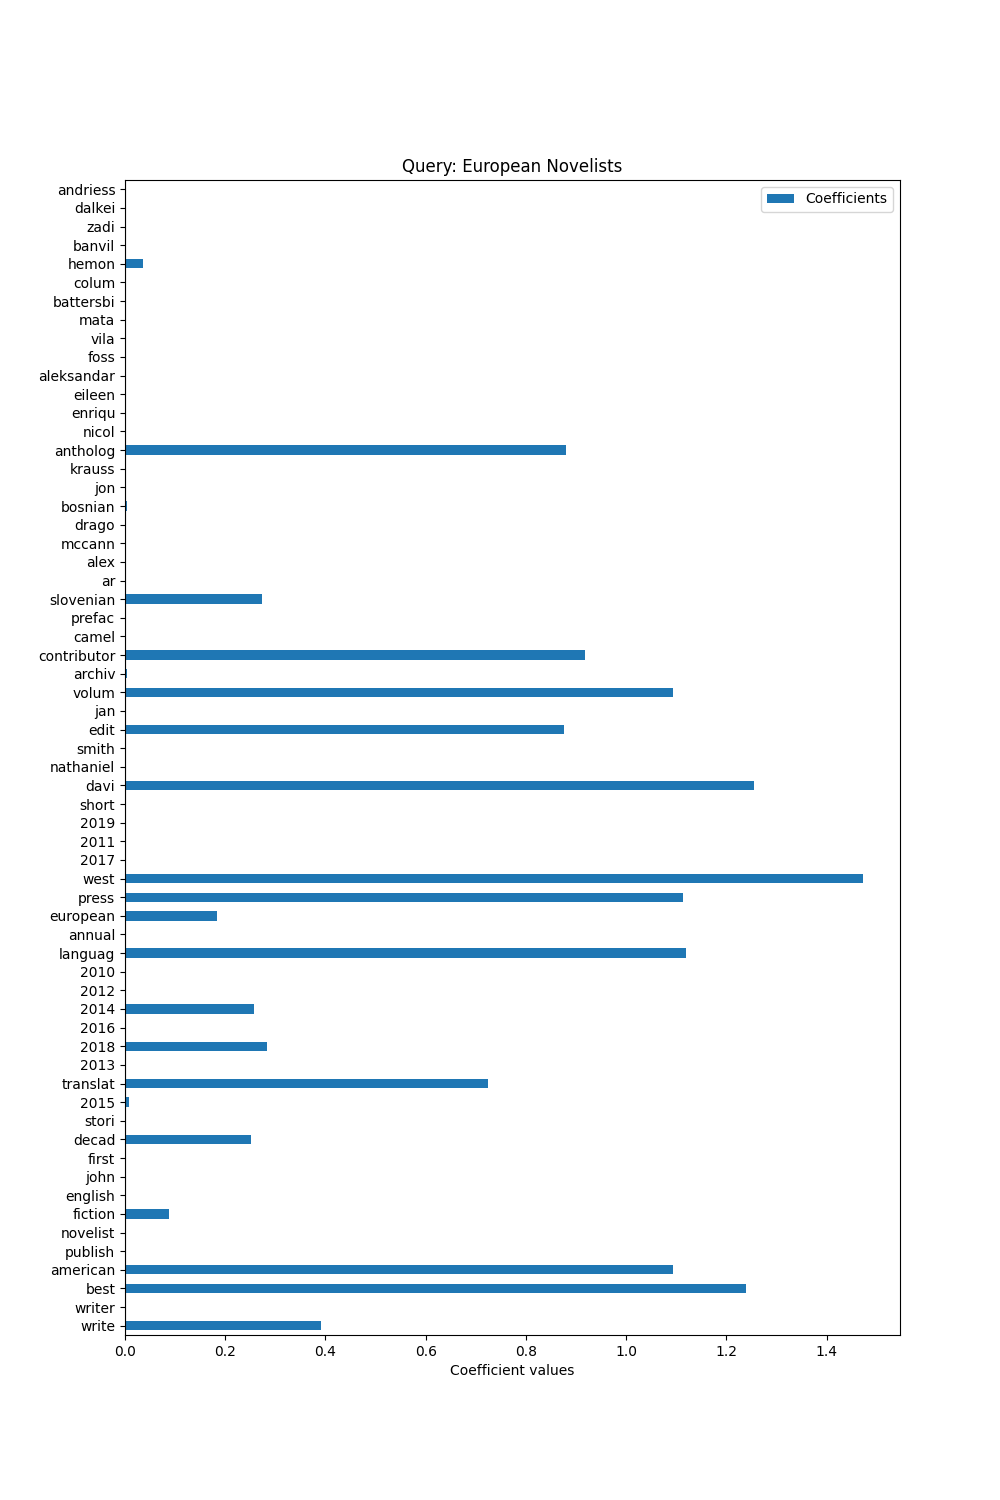 Query: European Novelists
Coefficients
andriess
dalkei
zadi
banvil
hemon
colum
battersbi
mata
vila
foss
aleksandar
eileen
enriqu
nicol
antholog
krauss
jon
bosnian
drago
mccann
alex
ar
slovenian
prefac
camel
contributor
archiv
volum
jan
edit
smith
nathaniel
davi
short
2019
2011
2017
west
press
european
annual
languag
2010
2012
2014
2016
2018
2013
translat
2015
stori
decad
first
john
english
fiction
novelist
publish
american
best
writer
write
0.0 0.2 0.4 0.6 0.8 1.0 1.2 1.4
Coefficient values